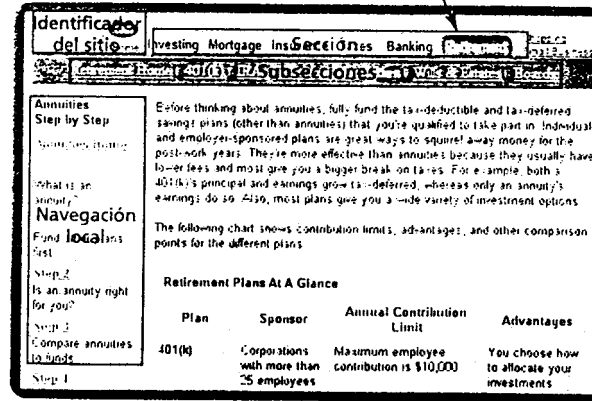 Identificador
del sitio
Investing Mortgage Sección Banking
401(k) Subsecciones
Annuities
Step by Step
What is an
annuity?
Navegación
local
Fund
first
Step 2
Is an annuity right
for you?
Step 3
Compare annuities
to funds
Step 4
Before thinking about annuities, fully fund the tax-deductible and tax-deferred
savings plans (other than annuities) that you're qualified to take part in. Individual
and employer-sponsored plans are great ways to squirrel away money for the
post-work years. They're more effective than annuities because they usually have
lower fees and most give you a bigger break on taxes. For example, both a
401(k)'s principal and earnings grow tax-deferred, whereas only an annuity's
earnings do so. Also, most plans give you a wide variety of investment options.
The following chart shows contribution limits, advantages, and other comparison
points for the different plans
Retirement Plans At A Glance
Plan Sponsor Annual Contribution Limit Advantages
401(k) Corporations Maximum employee You choose how
with more than contribution is $10,000 to allocate your
25 employees investments